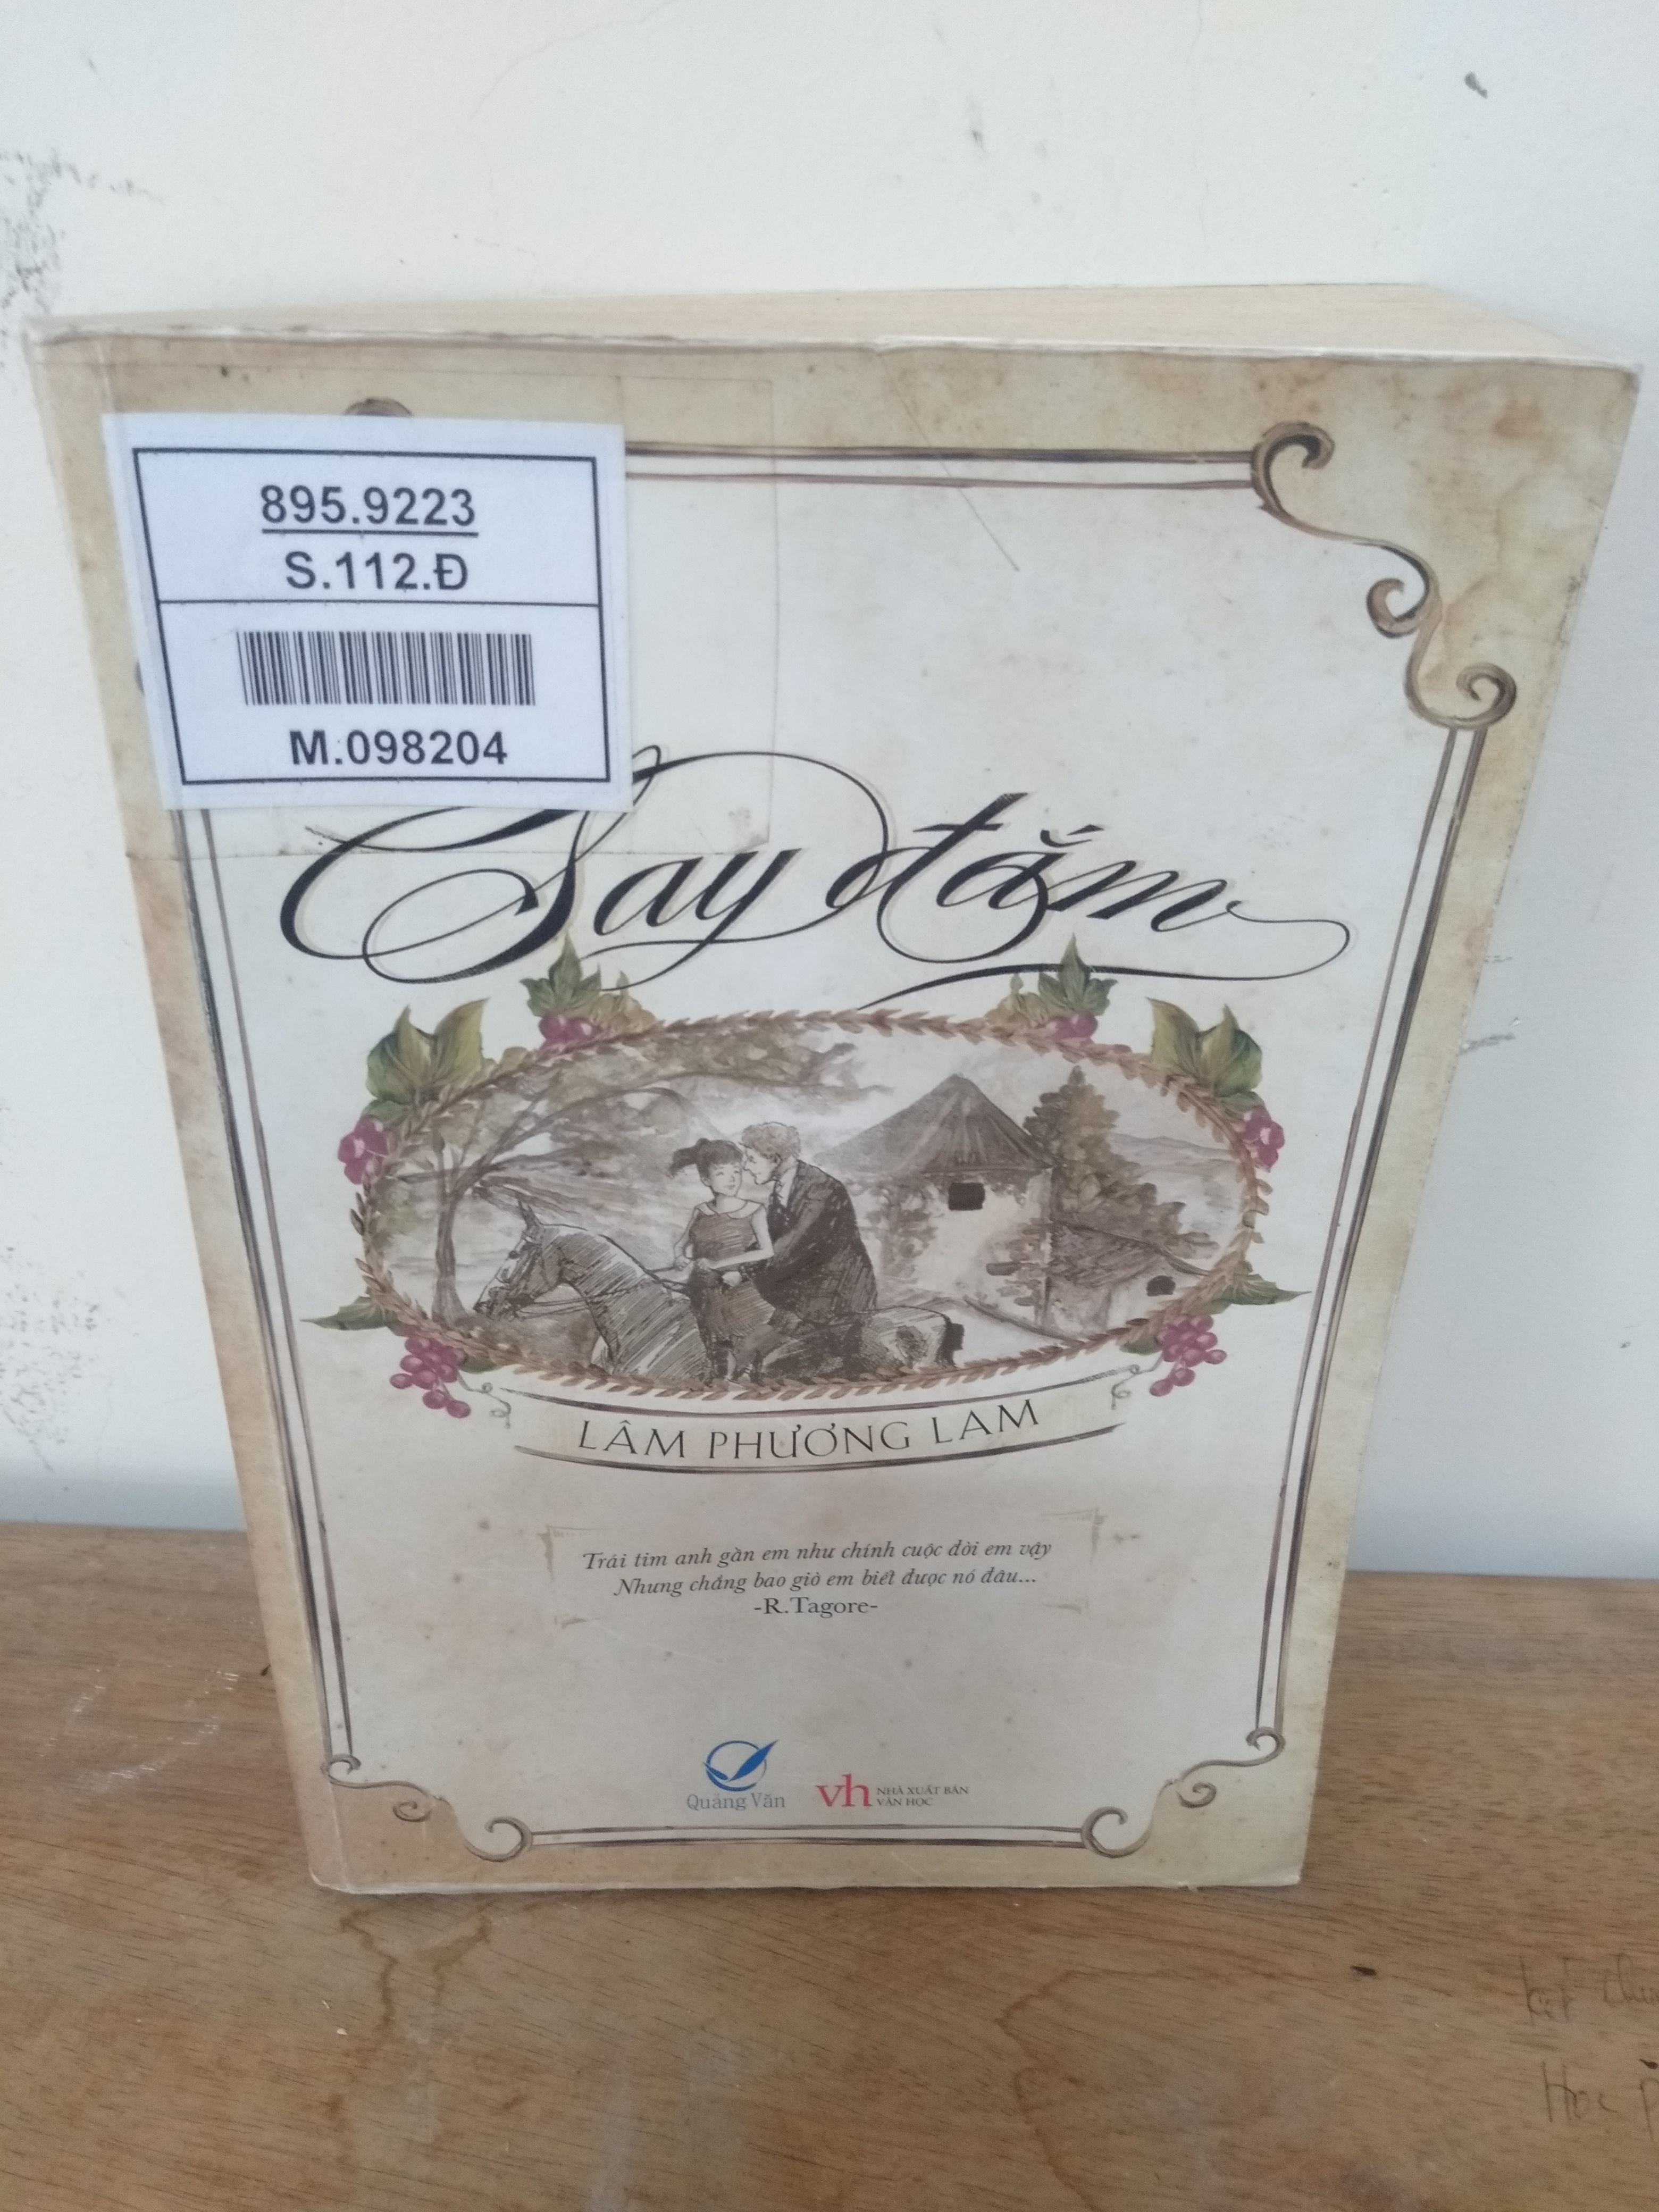 895.9223
S.112.Đ
M.098204
Say đắm
LÂM PHƯƠNG LAM
Trái tim anh gần em như chính cuộc đời em vậy
Nhưng chẳng bao giờ em biết được nó đâu...
-R.Tagore-
Quảng Văn
vh NHÀ XUẤT BẢN
VĂN HỌC
Học